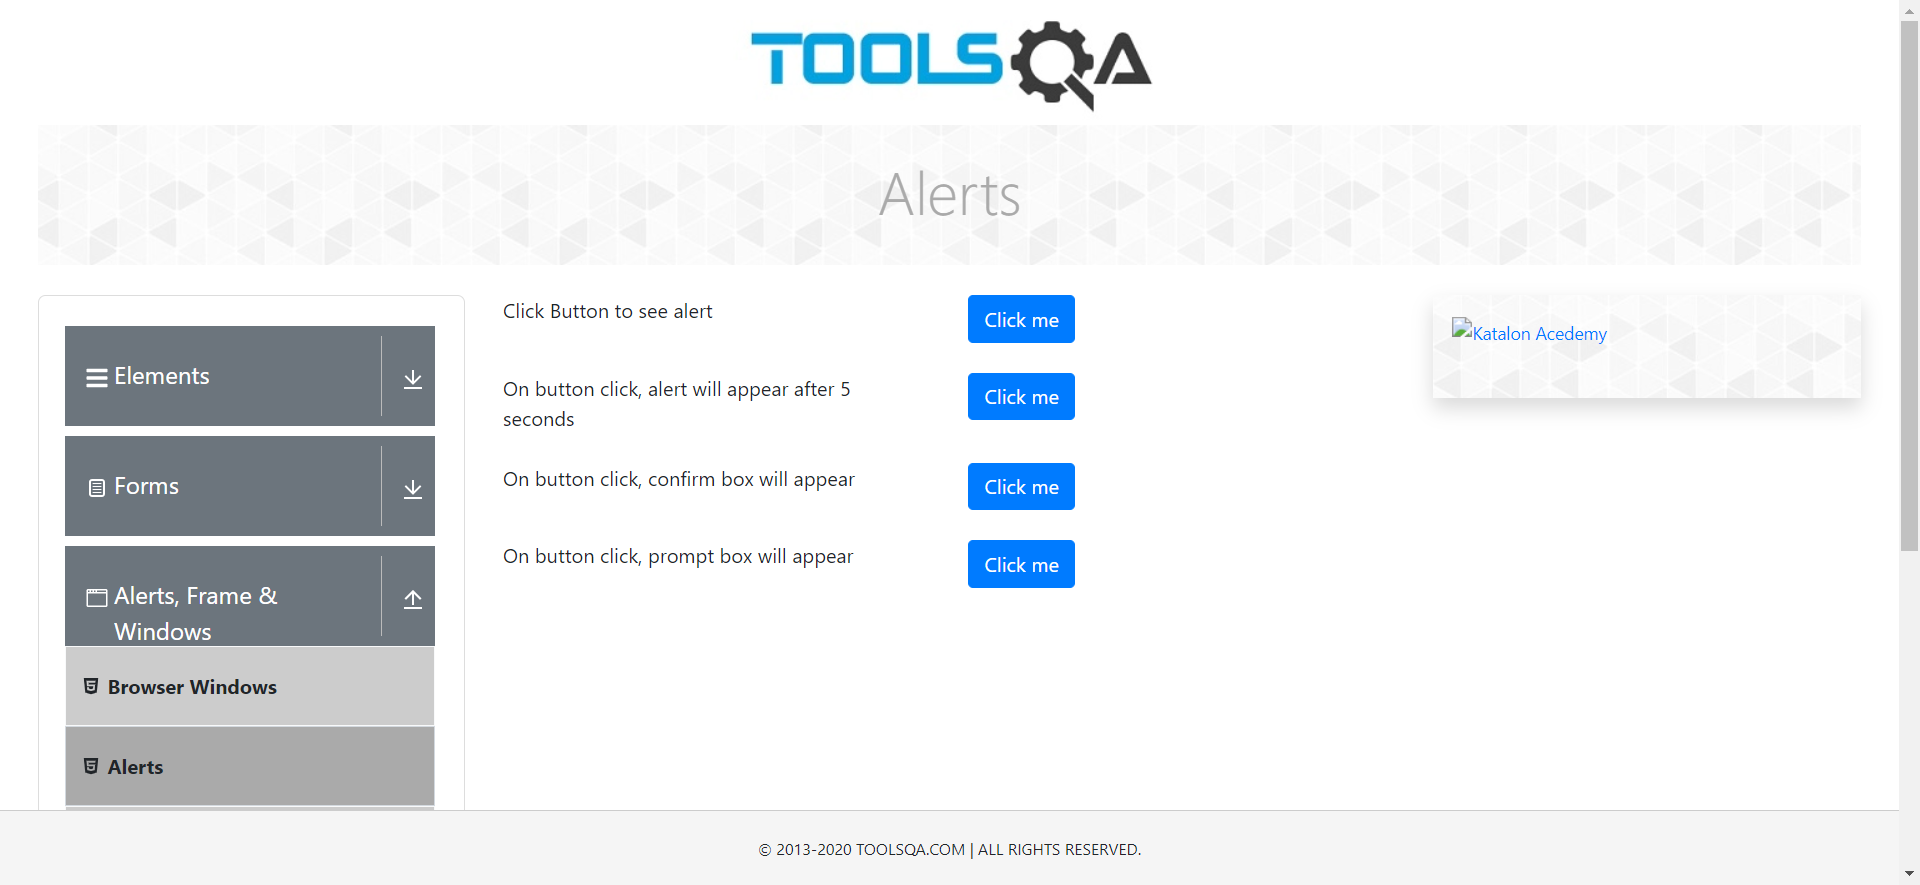 TOOLSQA
Alerts
Elements
Forms
Alerts, Frame &
Windows
Browser Windows
Alerts
Click Button to see alert
Click me
On button click, alert will appear after 5
seconds
Click me
On button click, confirm box will appear
Click me
On button click, prompt box will appear
Click me
Katalon Acedemy
© 2013-2020 TOOLSQA.COM | ALL RIGHTS RESERVED.